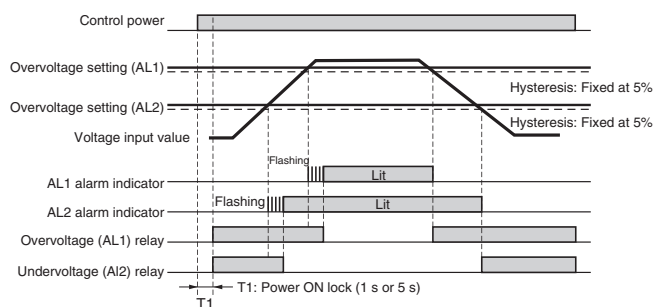 Control power
Overvoltage setting (AL1)
Hysteresis: Fixed at 5%
Overvoltage setting (AL2)
Hysteresis: Fixed at 5%
Voltage input value
Flashing
Lit
AL1 alarm indicator
Flashing
Lit
AL2 alarm indicator
Overvoltage (AL1) relay
Undervoltage (Al2) relay
T1: Power ON lock (1 s or 5 s)
T1